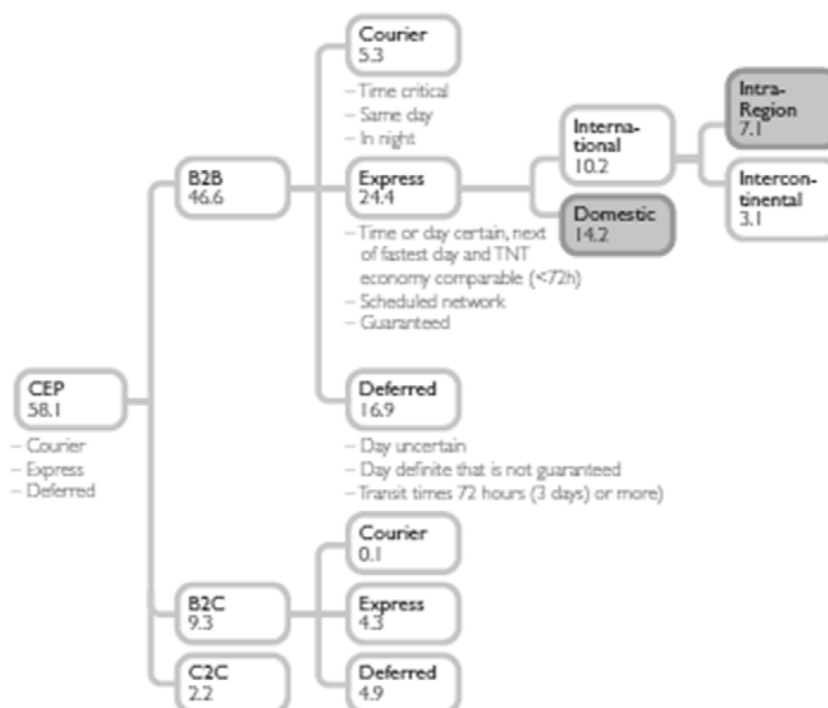 Courier
5.3
– Time critical
– Same day
– In night
B2B
46.6
Express
24.4
– Time or day certain, next
of fastest day and TNT
economy comparable (<72h)
– Scheduled network
– Guaranteed
Interna-
tional
10.2
Domestic
14.2
Intra-
Region
7.1
Intercon-
tinental
3.1
Deferred
16.9
– Day uncertain
– Day definite that is not guaranteed
– Transit times 72 hours (3 days) or more)
CEP
58.1
– Courier
– Express
– Deferred
B2C
9.3
Courier
0.1
Express
4.3
Deferred
4.9
C2C
2.2